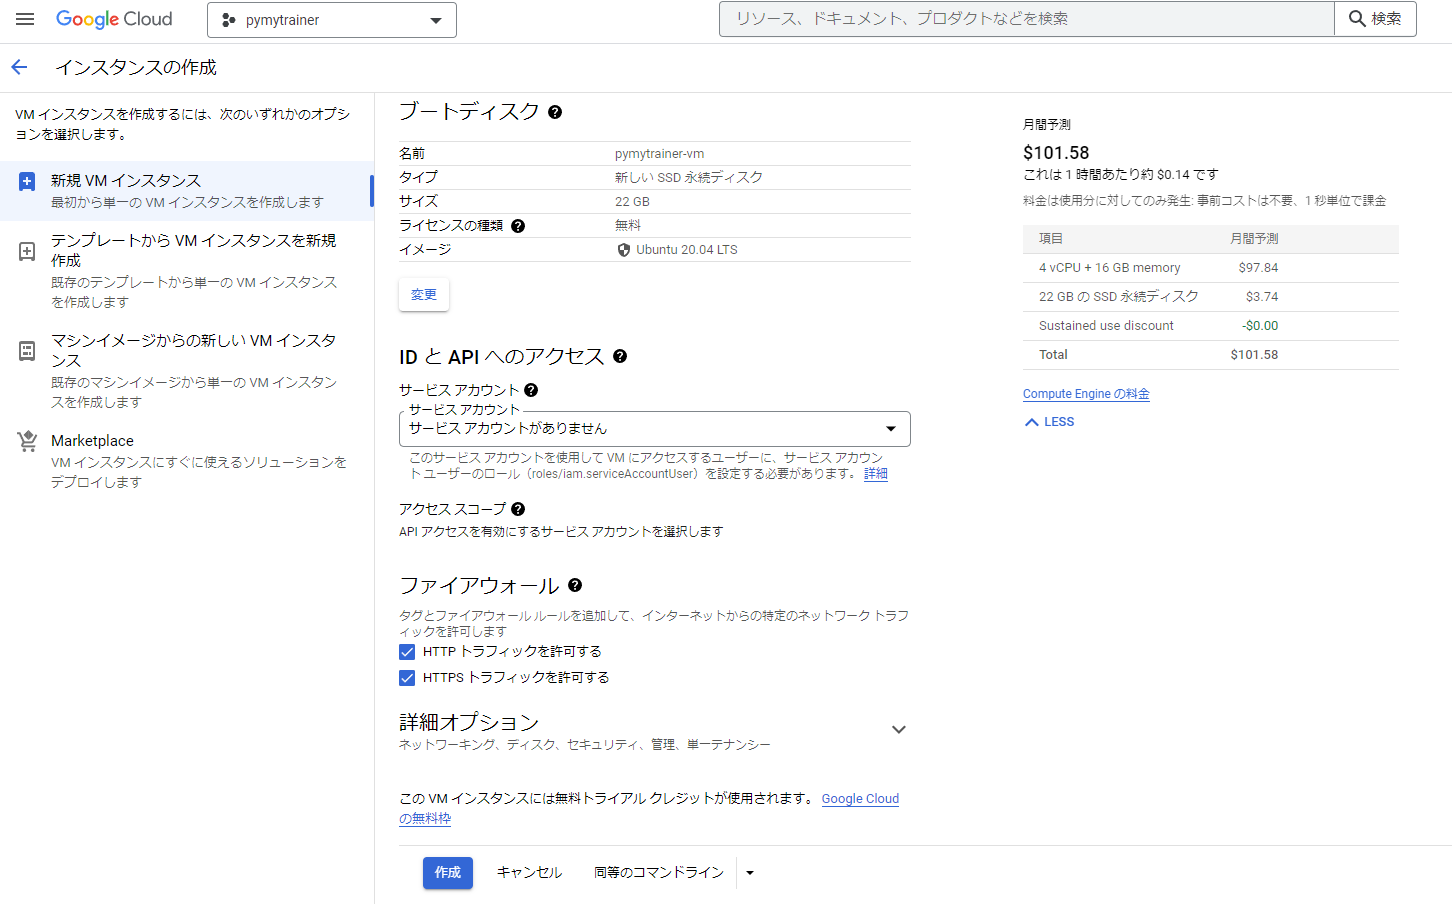 Google Cloud
pymytrainer
リソース、ドキュメント、プロダクトなどを検索
検索
インスタンスの作成
VM インスタンスを作成するには、次のいずれかのオプシ
ョンを選択します。
新規 VM インスタンス
最初から単一の VM インスタンスを作成します
テンプレートから VM インスタンスを新規
作成
既存のテンプレートから単一の VM インスタンス
を作成します
マシンイメージからの新しい VM インスタ
ンス
既存のマシンイメージから単一の VM インスタン
スを作成します
Marketplace
VM インスタンスにすぐに使えるソリューションを
デプロイします
ブートディスク
名前 pymytrainer-vm
タイプ 新しい SSD 永続ディスク
サイズ 22 GB
ライセンスの種類 無料
イメージ Ubuntu 20.04 LTS
変更
ID と API へのアクセス
サービス アカウント
サービス アカウント
サービス アカウントがありません
このサービス アカウントを使用して VM にアクセスするユーザーに、サービス アカウン
ト ユーザーのロール（roles/iam.serviceAccountUser）を設定する必要があります。 詳細
アクセス スコープ
API アクセスを有効にするサービス アカウントを選択します
ファイアウォール
タグとファイアウォール ルールを追加して、インターネットからの特定のネットワーク トラフ
ィックを許可します
HTTP トラフィックを許可する
HTTPS トラフィックを許可する
詳細オプション
ネットワーキング、ディスク、セキュリティ、管理、単一テナンシー
この VM インスタンスには無料トライアル クレジットが使用されます。 Google Cloud
の無料枠
作成 キャンセル 同等のコマンドライン
月間予測
$101.58
これは 1 時間あたり約 $0.14 です
料金は使用分に対してのみ発生: 事前コストは不要、1 秒単位で課金
項目 月間予測
4 vCPU + 16 GB memory $97.84
22 GB の SSD 永続ディスク $3.74
Sustained use discount -$0.00
Total $101.58
Compute Engine の料金
LESS